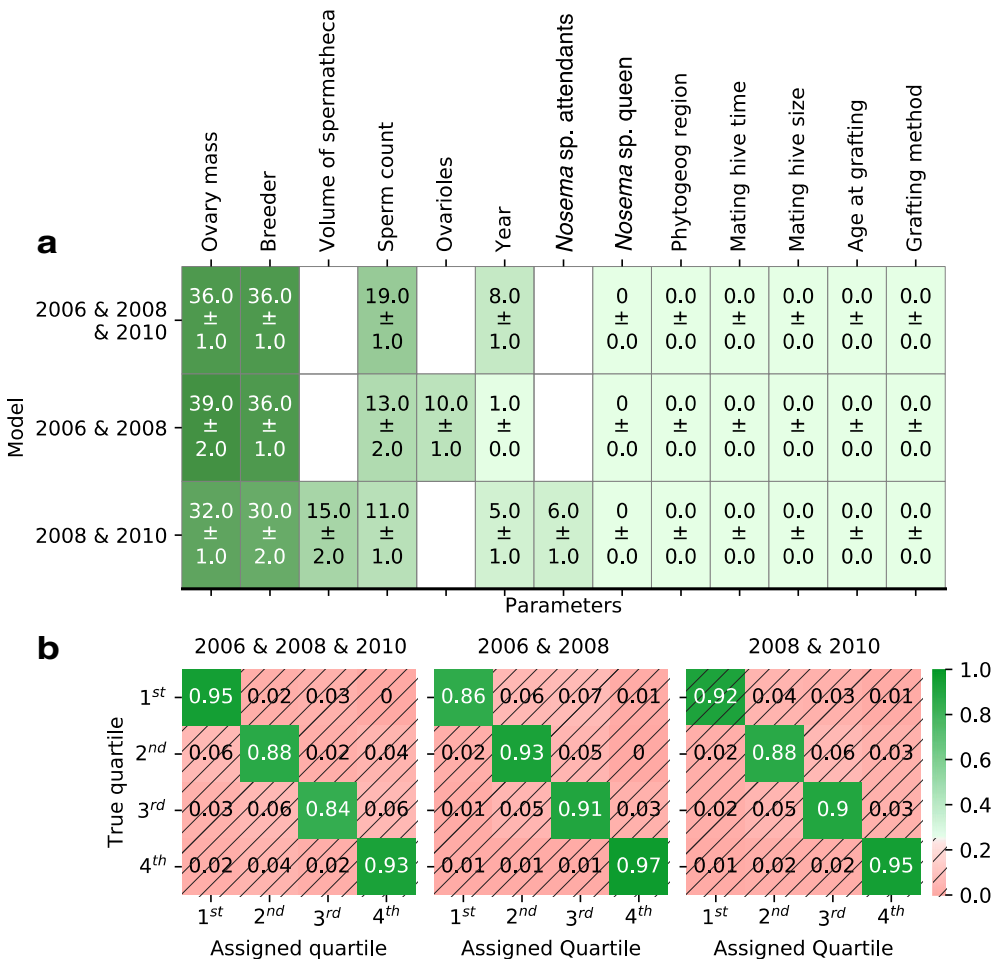 Ovary mass
Breeder
Volume of spermatheca
Sperm count
Ovarioles
Year
Nosema sp. attendants
Nosema sp. queen
Phytogeog region
Mating hive time
Mating hive size
Age at grafting
Grafting method
a
Model
2006 & 2008 & 2010
36.0 ± 1.0
36.0 ± 1.0
19.0 ± 1.0
8.0 ± 1.0
0 ± 0.0
0.0 ± 0.0
0.0 ± 0.0
0.0 ± 0.0
0.0 ± 0.0
0.0 ± 0.0
2006 & 2008
39.0 ± 2.0
36.0 ± 1.0
13.0 ± 2.0
10.0 ± 1.0
1.0 ± 0.0
0 ± 0.0
0.0 ± 0.0
0.0 ± 0.0
0.0 ± 0.0
0.0 ± 0.0
0.0 ± 0.0
2008 & 2010
32.0 ± 1.0
30.0 ± 2.0
15.0 ± 2.0
11.0 ± 1.0
5.0 ± 1.0
6.0 ± 1.0
0 ± 0.0
0.0 ± 0.0
0.0 ± 0.0
0.0 ± 0.0
0.0 ± 0.0
0.0 ± 0.0
Parameters
b
2006 & 2008 & 2010
True quartile
1st 0.95 0.02 0.03 0
2nd 0.06 0.88 0.02 0.04
3rd 0.03 0.06 0.84 0.06
4th 0.02 0.04 0.02 0.93
1st 2nd 3rd 4th
Assigned quartile
2006 & 2008
0.86 0.06 0.07 0.01
0.02 0.93 0.05 0
0.01 0.05 0.91 0.03
0.01 0.01 0.01 0.97
1st 2nd 3rd 4th
Assigned Quartile
2008 & 2010
0.92 0.04 0.03 0.01
0.02 0.88 0.06 0.03
0.02 0.05 0.9 0.03
0.01 0.02 0.02 0.95
1st 2nd 3rd 4th
Assigned Quartile
1.0
0.8
0.6
0.4
0.2
0.0